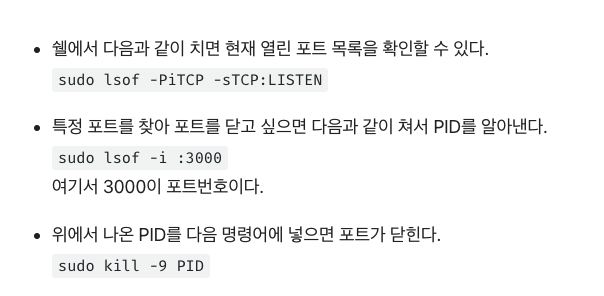 쉘에서 다음과 같이 치면 현재 열린 포트 목록을 확인할 수 있다.
sudo lsof -PiTCP -sTCP:LISTEN
특정 포트를 찾아 포트를 닫고 싶으면 다음과 같이 쳐서 PID를 알아낸다.
sudo lsof -i :3000
여기서 3000이 포트번호이다.
위에서 나온 PID를 다음 명령어에 넣으면 포트가 닫힌다.
sudo kill -9 PID